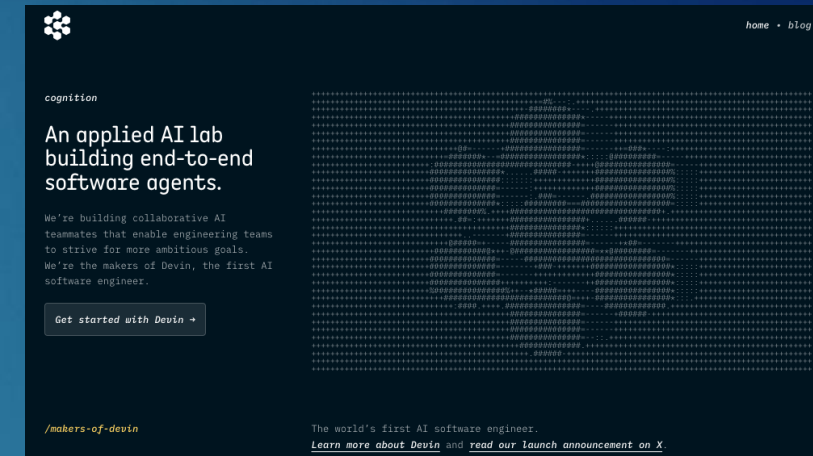 home • blog
cognition
An applied AI lab
building end-to-end
software agents.
We're building collaborative AI
teammates that enable engineering teams
to strive for more ambitious goals.
We're the makers of Devin, the first AI
software engineer.
Get started with Devin →
/makers-of-devin
The world's first AI software engineer.
Learn more about Devin and read our launch announcement on X.